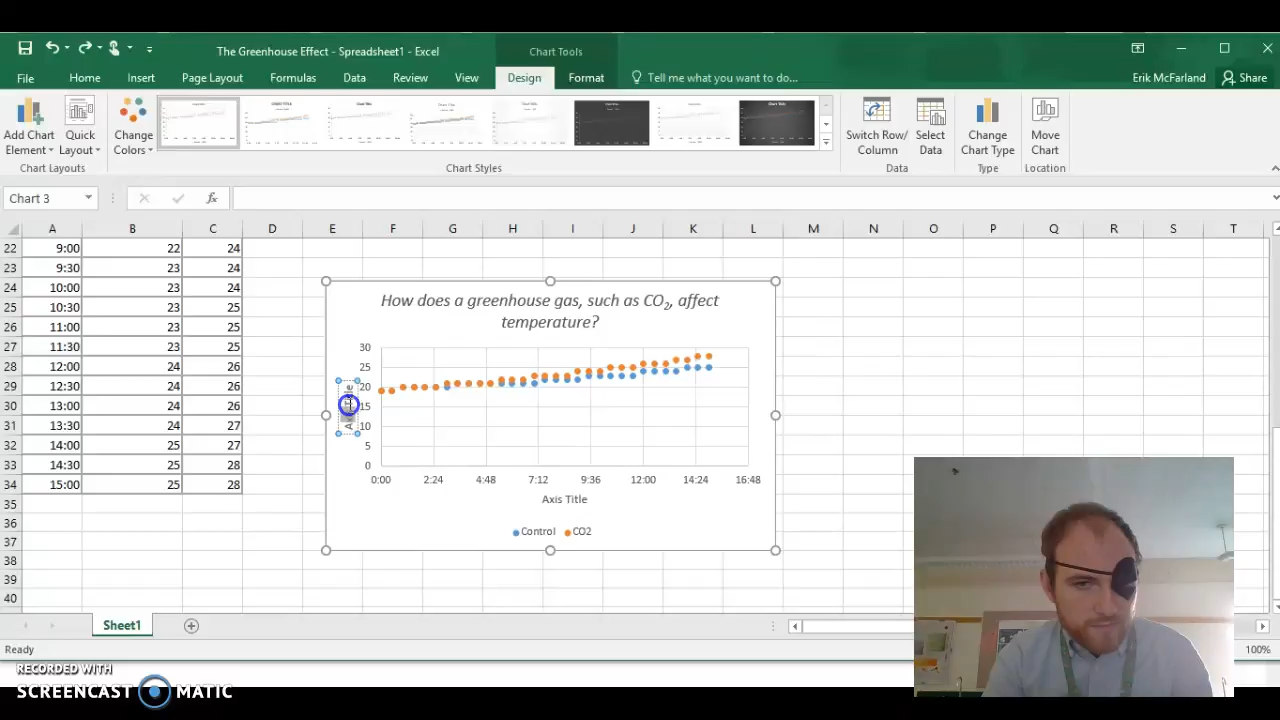 The Greenhouse Effect - Spreadsheet1 - Excel
Chart Tools
File Home Insert Page Layout Formulas Data Review View Design Format Tell me what you want to do... Erik McFarland Share
Add Chart Element
Quick Layout
Change Colors
Switch Row/ Column
Select Data
Change Chart Type
Move Chart
Chart Layouts
Chart Styles
Data
Type
Location
Chart 3
fx
A B C D E F G H I J K L M N O P Q R S T
22 9:00 22 24
23 9:30 23 24
24 10:00 23 24
25 10:30 23 25
26 11:00 23 25
27 11:30 23 25
28 12:00 24 26
29 12:30 24 26
30 13:00 24 26
31 13:30 24 27
32 14:00 25 27
33 14:30 25 28
34 15:00 25 28
35
36
37
38
39
40
How does a greenhouse gas, such as CO₂, affect
temperature?
30
25
20
15
10
5
0
0:00 2:24 4:48 7:12 9:36 12:00 14:24 16:48
Axis Title
Control CO2
Sheet1
Ready
100%
RECORDED WITH
SCREENCAST MATIC